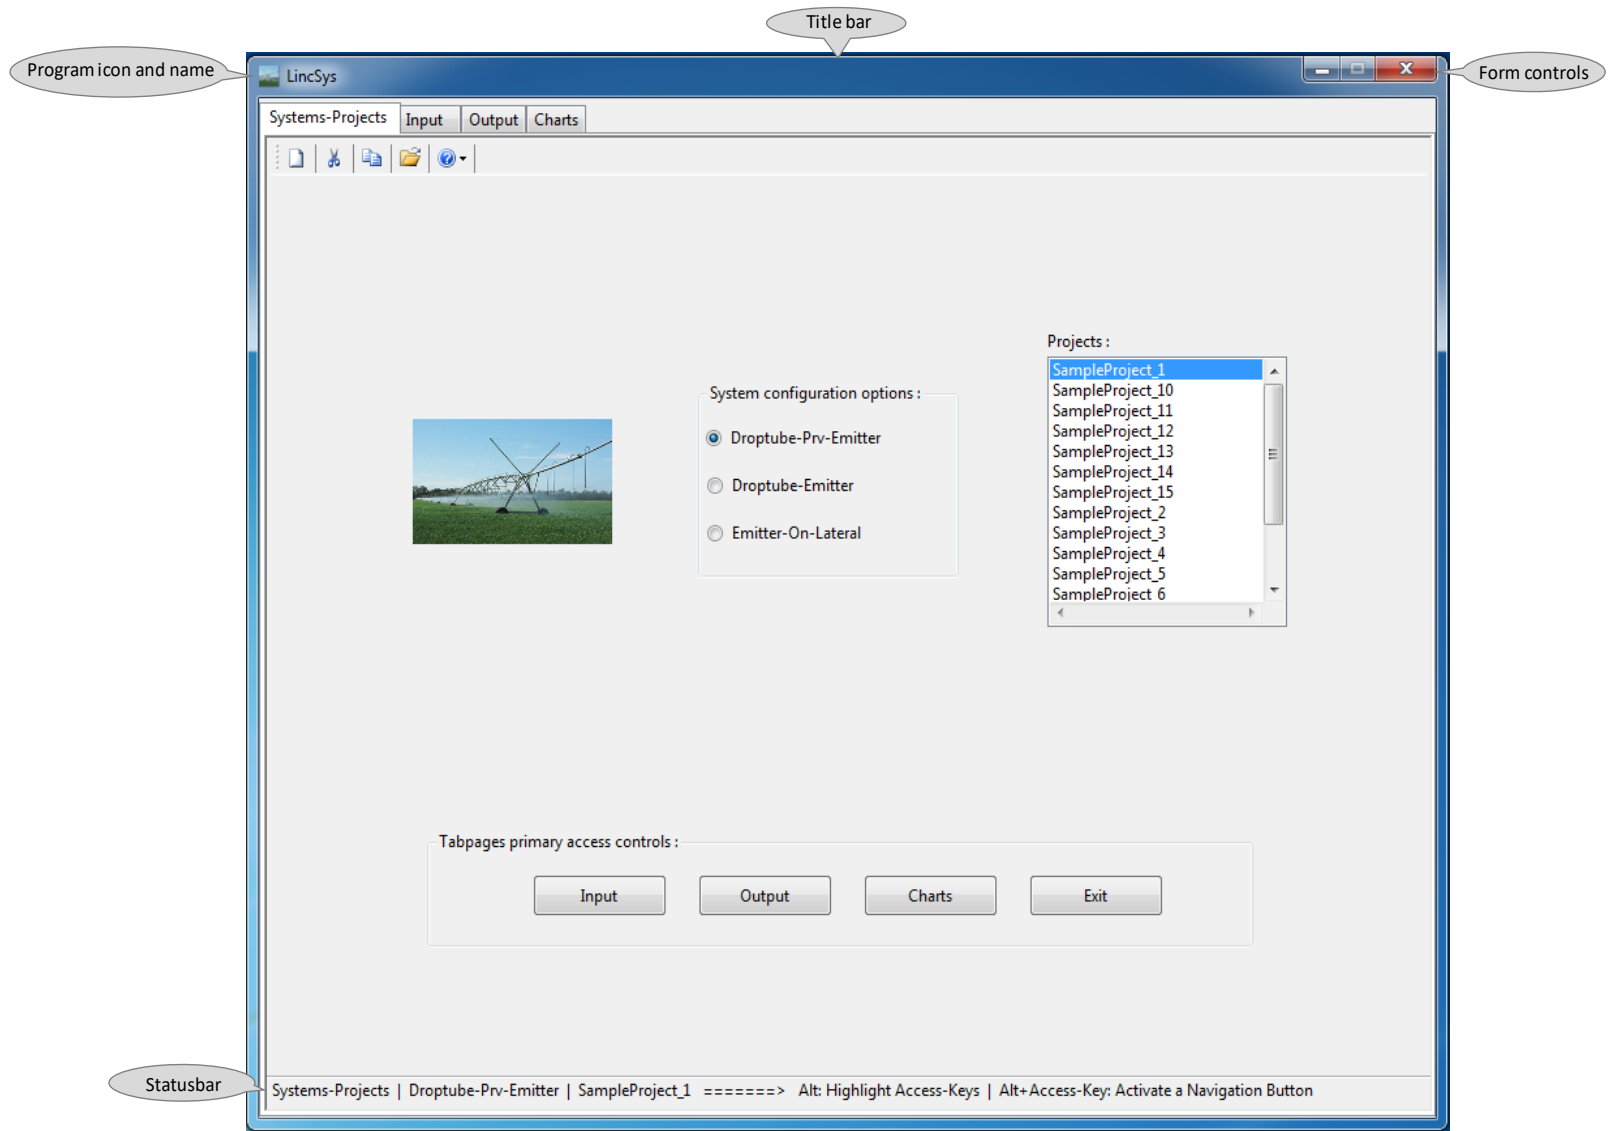 Title bar
Program icon and name
LincSys
Form controls
Systems-Projects Input Output Charts
Projects :
SampleProject_1
SampleProject_10
SampleProject_11
SampleProject_12
SampleProject_13
SampleProject_14
SampleProject_15
SampleProject_2
SampleProject_3
SampleProject_4
SampleProject_5
SampleProject_6
System configuration options :
Droptube-Prv-Emitter
Droptube-Emitter
Emitter-On-Lateral
Tabpages primary access controls :
Input Output Charts Exit
Statusbar
Systems-Projects | Droptube-Prv-Emitter | SampleProject_1 =======> Alt: Highlight Access-Keys | Alt+Access-Key: Activate a Navigation Button